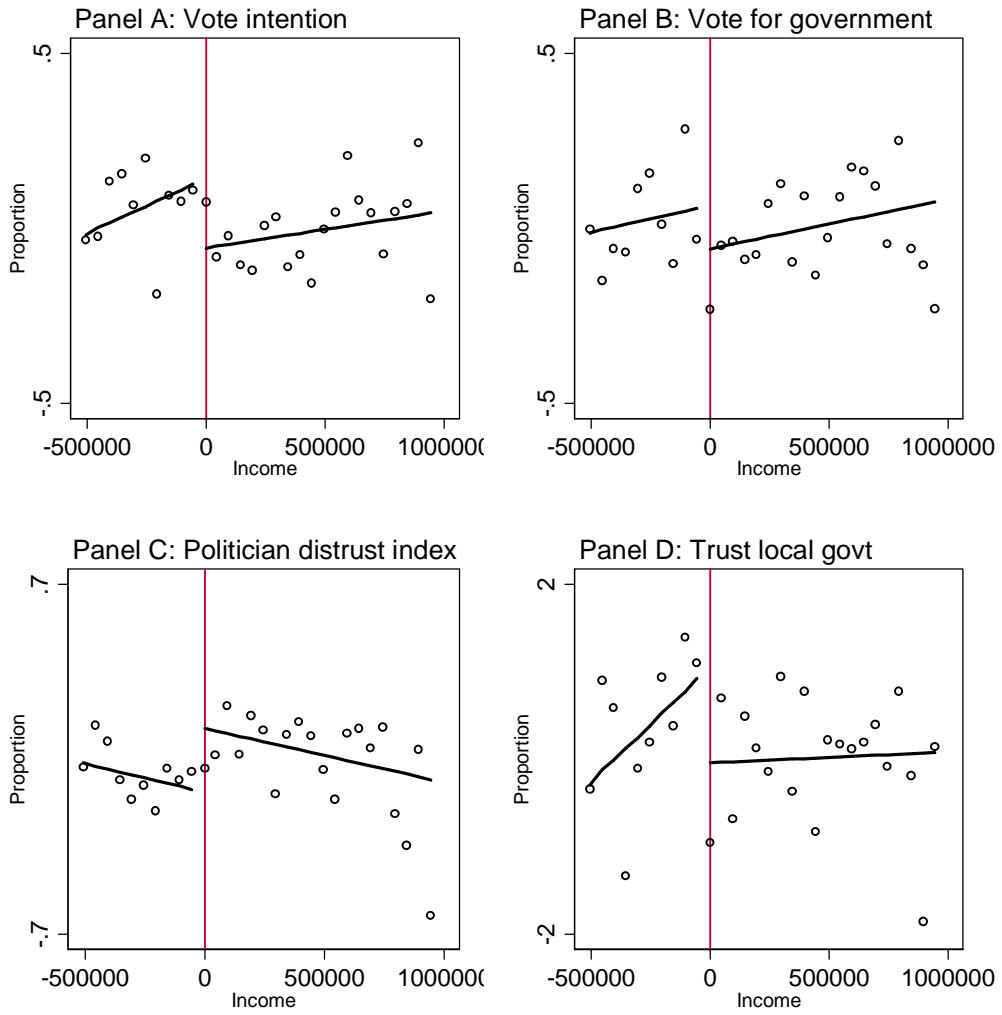 Panel A: Vote intention
.5
-.5
Proportion
-500000 0 500000 1000000
Income
Panel B: Vote for government
.5
-.5
Proportion
-500000 0 500000 1000000
Income
Panel C: Politician distrust index
.7
-.7
Proportion
-500000 0 500000 100000
Income
Panel D: Trust local govt
2
-2
Proportion
-500000 0 500000 1000000
Income